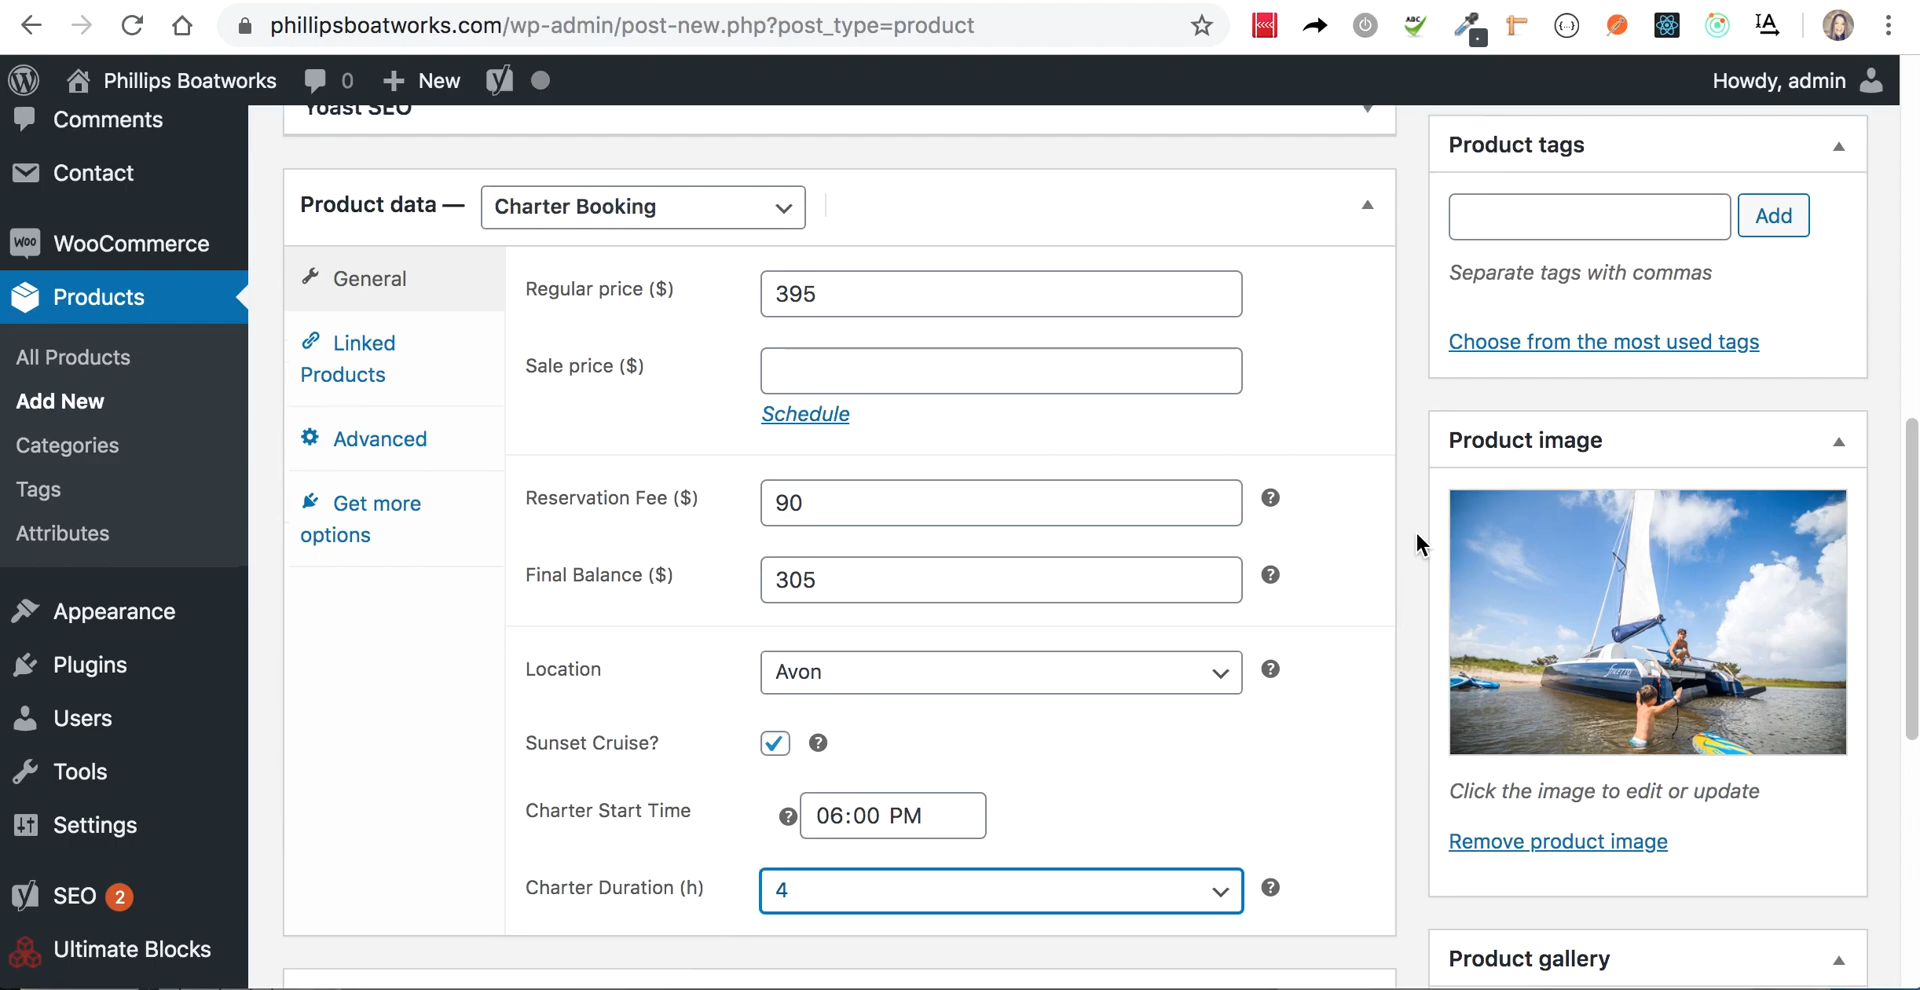 phillipsboatworks.com/wp-admin/post-new.php?post_type=product
Phillips Boatworks
0
New
Howdy, admin
Comments
Contact
WooCommerce
Products
All Products
Add New
Categories
Tags
Attributes
Appearance
Plugins
Users
Tools
Settings
SEO 2
Ultimate Blocks
Yoast SEO
Product data —
Charter Booking
General
Linked
Products
Advanced
Get more
options
Regular price ($)
395
Sale price ($)
Schedule
Reservation Fee ($)
90
Final Balance ($)
305
Location
Avon
Sunset Cruise?
Charter Start Time
06:00 PM
Charter Duration (h)
4
Product tags
Add
Separate tags with commas
Choose from the most used tags
Product image
Click the image to edit or update
Remove product image
Product gallery